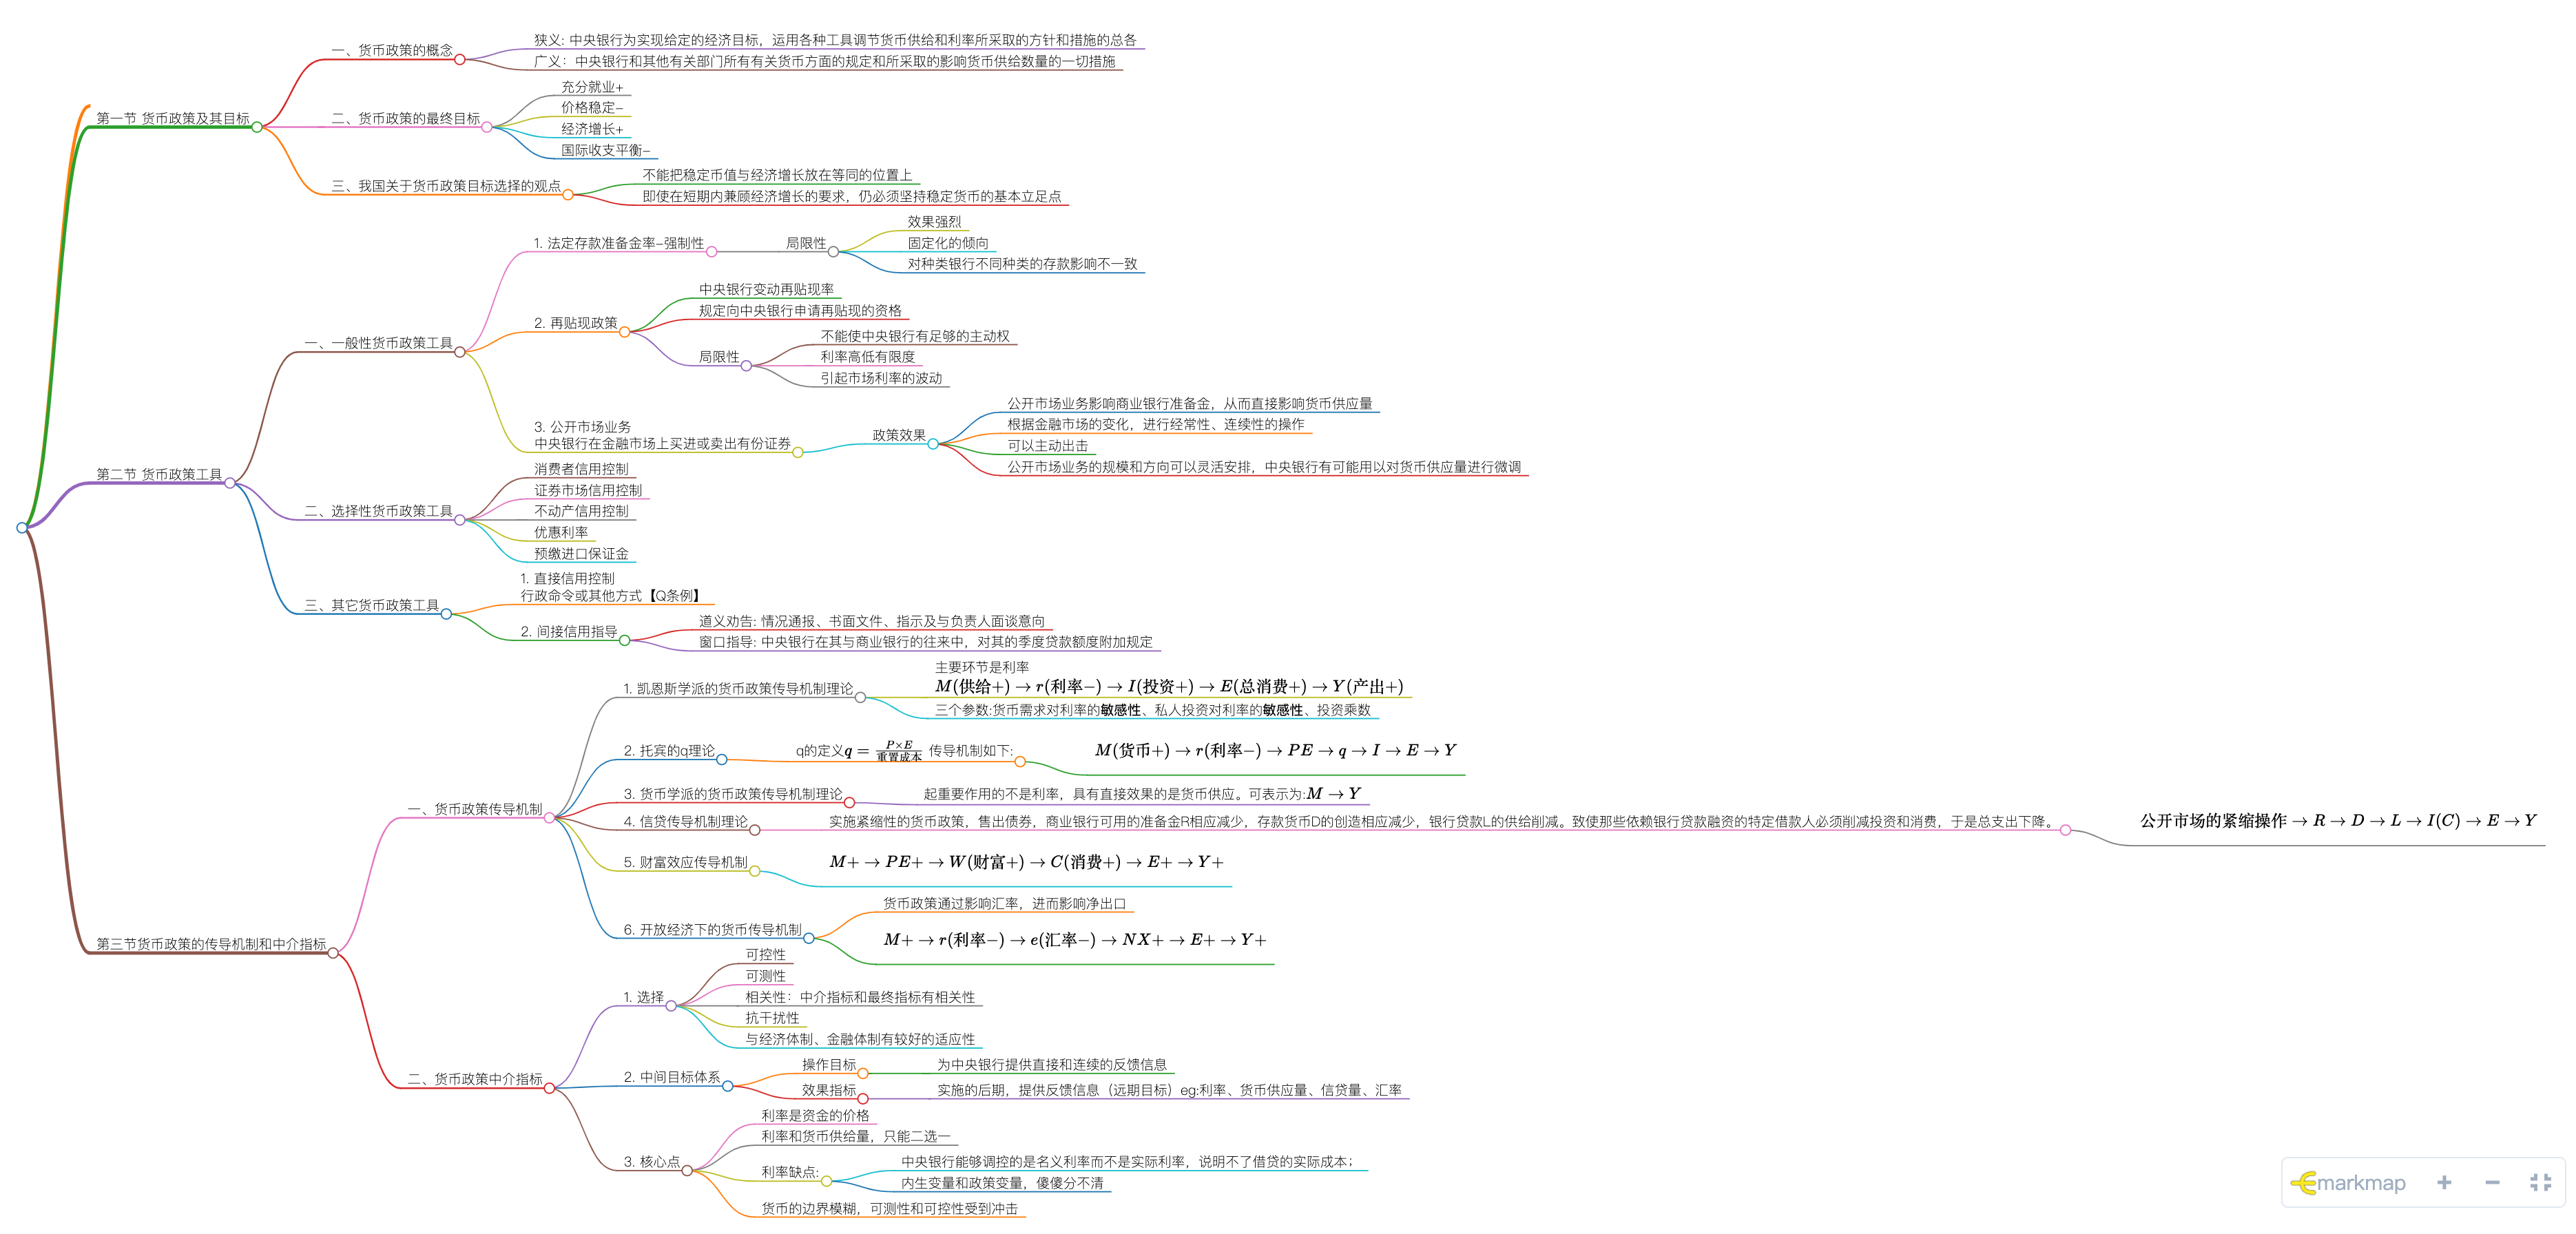 第一节 货币政策及其目标
一、货币政策的概念
狭义: 中央银行为实现给定的经济目标，运用各种工具调节货币供给和利率所采取的方针和措施的总各
广义：中央银行和其他有关部门所有有关货币方面的规定和所采取的影响货币供给数量的一切措施
二、货币政策的最终目标
充分就业+
价格稳定-
经济增长+
国际收支平衡-
三、我国关于货币政策目标选择的观点
不能把稳定币值与经济增长放在等同的位置上
即使在短期内兼顾经济增长的要求，仍必须坚持稳定货币的基本立足点
第二节 货币政策工具
一、一般性货币政策工具
1. 法定存款准备金率-强制性
局限性
效果强烈
固定化的倾向
对种类银行不同种类的存款影响不一致
2. 再贴现政策
中央银行变动再贴现率
规定向中央银行申请再贴现的资格
局限性
不能使中央银行有足够的主动权
利率高低有限度
引起市场利率的波动
3. 公开市场业务
中央银行在金融市场上买进或卖出有份证券
政策效果
公开市场业务影响商业银行准备金，从而直接影响货币供应量
根据金融市场的变化，进行经常性、连续性的操作
可以主动出击
公开市场业务的规模和方向可以灵活安排，中央银行有可能用以对货币供应量进行微调
二、选择性货币政策工具
消费者信用控制
证券市场信用控制
不动产信用控制
优惠利率
预缴进口保证金
三、其它货币政策工具
1. 直接信用控制
行政命令或其他方式【Q条例】
2. 间接信用指导
道义劝告: 情况通报、书面文件、指示及与负责人面谈意向
窗口指导: 中央银行在其与商业银行的往来中，对其的季度贷款额度附加规定
第三节货币政策的传导机制和中介指标
一、货币政策传导机制
1. 凯恩斯学派的货币政策传导机制理论
主要环节是利率
M(供给+)→r(利率−)→I(投资+)→E(总消费+)→Y(产出+)
三个参数:货币需求对利率的敏感性、私人投资对利率的敏感性、投资乘数
2. 托宾的q理论
q的定义q = P×E/重置成本 传导机制如下:
M(货币+)→r(利率−)→PE→q→I→E→Y
3. 货币学派的货币政策传导机制理论
起重要作用的不是利率，具有直接效果的是货币供应。可表示为:M→Y
4. 信贷传导机制理论
实施紧缩性的货币政策，售出债券，商业银行可用的准备金R相应减少，存款货币D的创造相应减少，银行贷款L的供给削减。致使那些依赖银行贷款融资的特定借款人必须削减投资和消费，于是总支出下降。
公开市场的紧缩操作→R→D→L→I(C)→E→Y
5. 财富效应传导机制
M+→PE+→W(财富+)→C(消费+)→E+→Y+
6. 开放经济下的货币传导机制
货币政策通过影响汇率，进而影响净出口
M+→r(利率−)→e(汇率−)→NX+→E+→Y+
二、货币政策中介指标
1. 选择
可控性
可测性
相关性：中介指标和最终指标有相关性
抗干扰性
与经济体制、金融体制有较好的适应性
2. 中间目标体系
操作目标
为中央银行提供直接和连续的反馈信息
效果指标
实施的后期，提供反馈信息（远期目标）eg:利率、货币供应量、信贷量、汇率
3. 核心点
利率是资金的价格
利率和货币供给量，只能二选一
利率缺点:
中央银行能够调控的是名义利率而不是实际利率，说明不了借贷的实际成本；
内生变量和政策变量，傻傻分不清
货币的边界模糊，可测性和可控性受到冲击
markmap